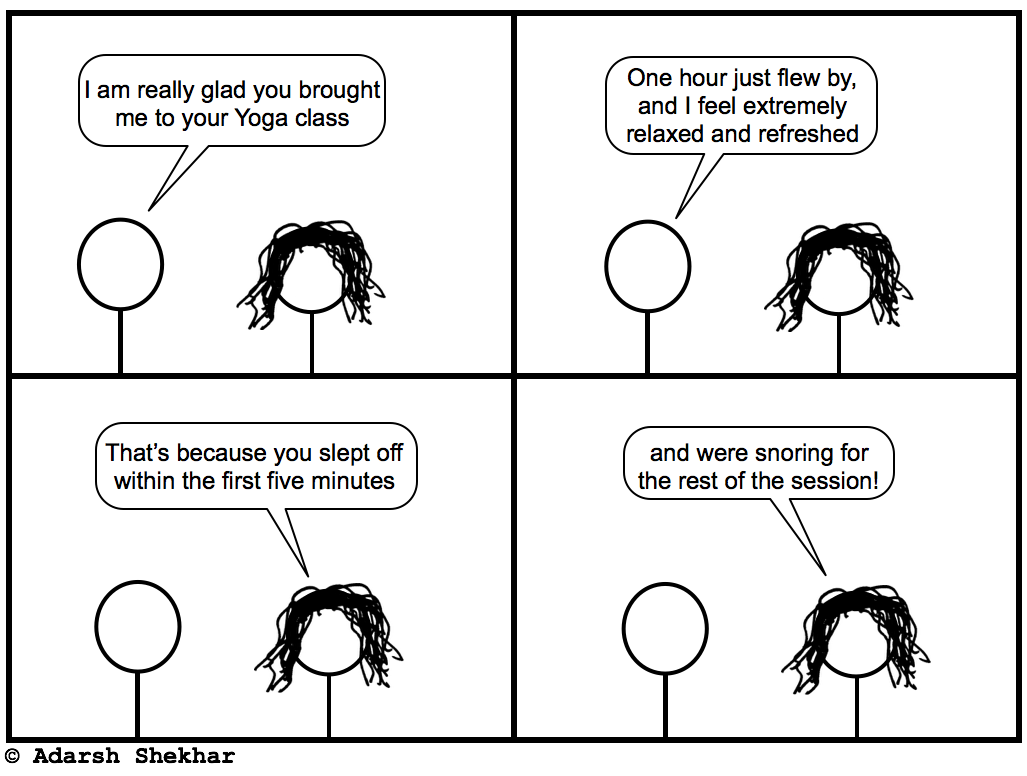 I am really glad you brought
me to your Yoga class
One hour just flew by,
and I feel extremely
relaxed and refreshed
That's because you slept off
within the first five minutes
and were snoring for
the rest of the session!
© Adarsh Shekhar